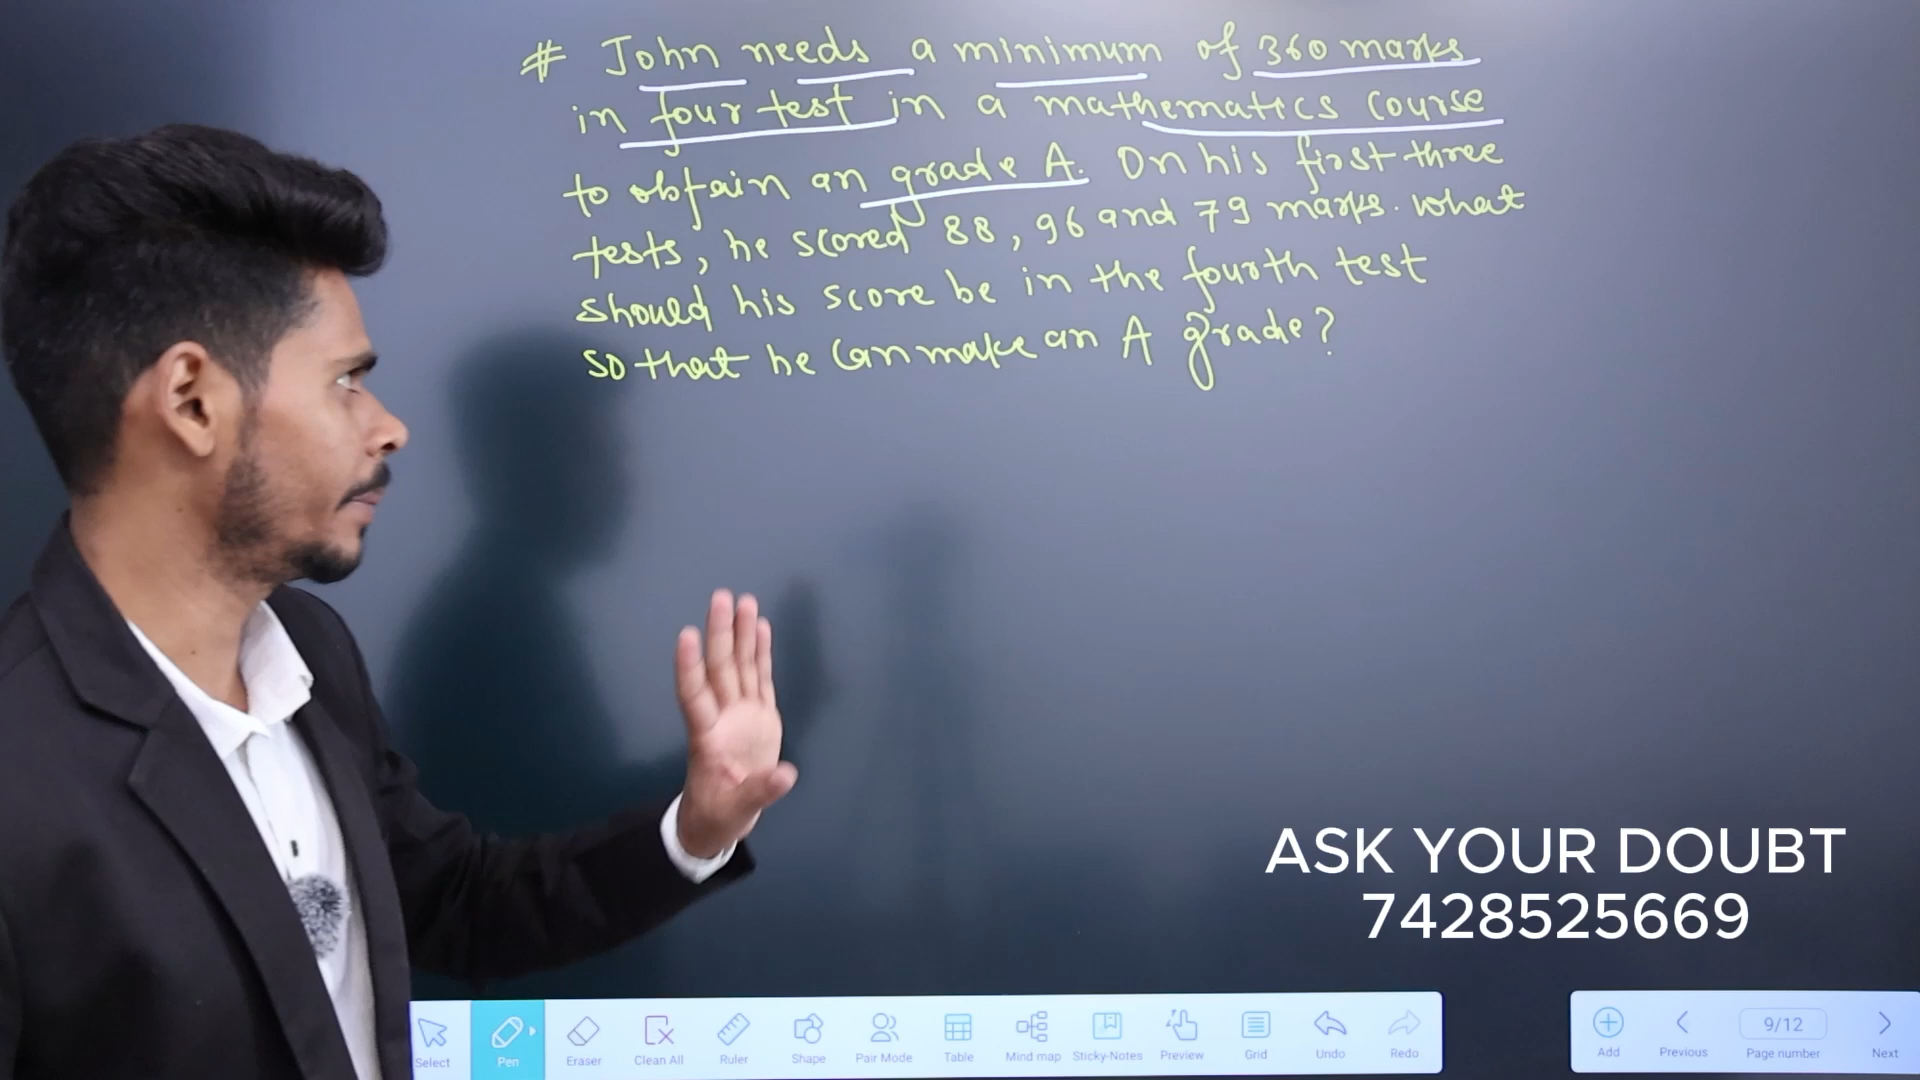 # John needs a minimum of 360 marks
in four test in a mathematics course
to obtain an grade A. On his first three
tests, he scored 88, 96 and 79 marks. what
should his score be in the fourth test
so that he can make an A grade?
ASK YOUR DOUBT
7428525669
Select Pen Eraser Clean All Ruler Shape Pair Mode Table Mind map Sticky-Notes Preview Grid Undo Redo
9/12
Add Previous Page number Next